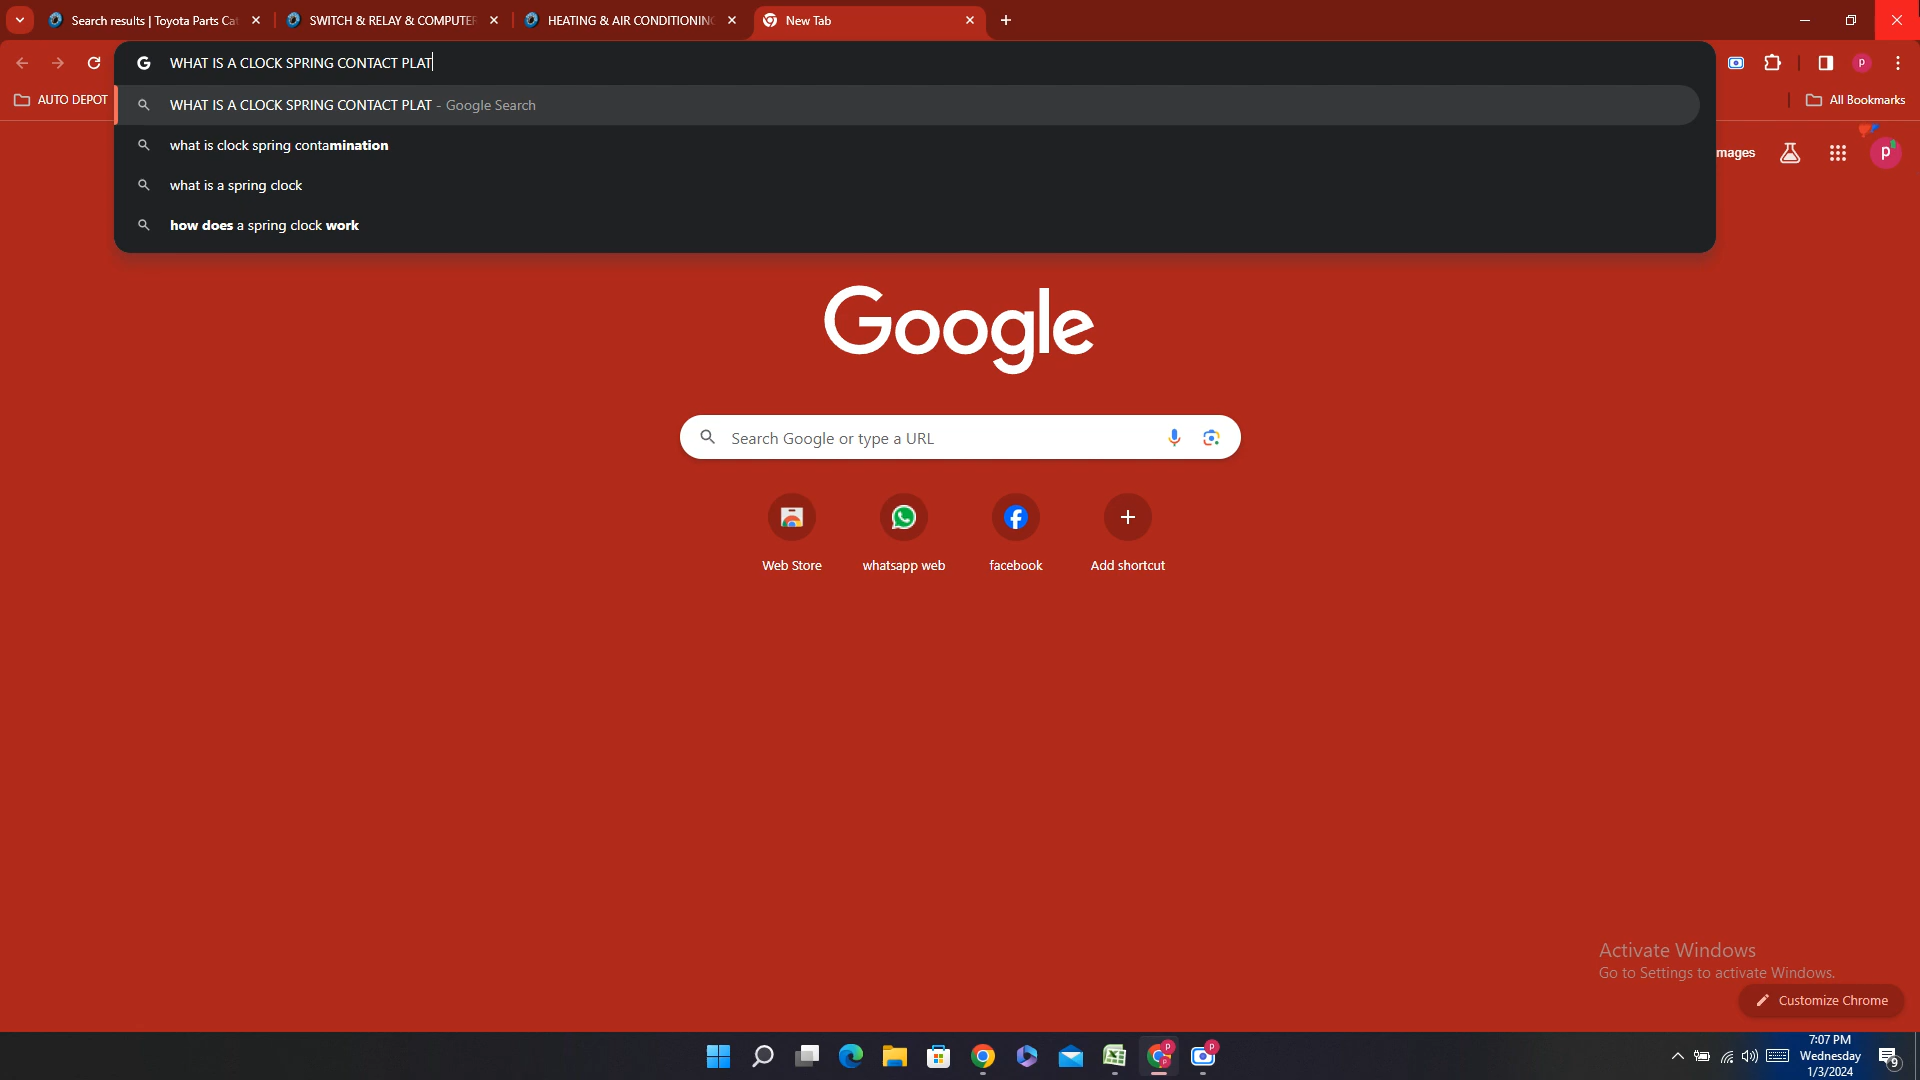 Search results | Toyota Parts Cat
SWITCH & RELAY & COMPUTER
HEATING & AIR CONDITIONING
New Tab
WHAT IS A CLOCK SPRING CONTACT PLAT
AUTO DEPOT
All Bookmarks
WHAT IS A CLOCK SPRING CONTACT PLAT - Google Search
what is clock spring contamination
mages
p
what is a spring clock
how does a spring clock work
Google
Search Google or type a URL
Web Store
whatsapp web
facebook
Add shortcut
Activate Windows
Go to Settings to activate Windows.
Customize Chrome
7:07 PM
Wednesday
1/3/2024
9